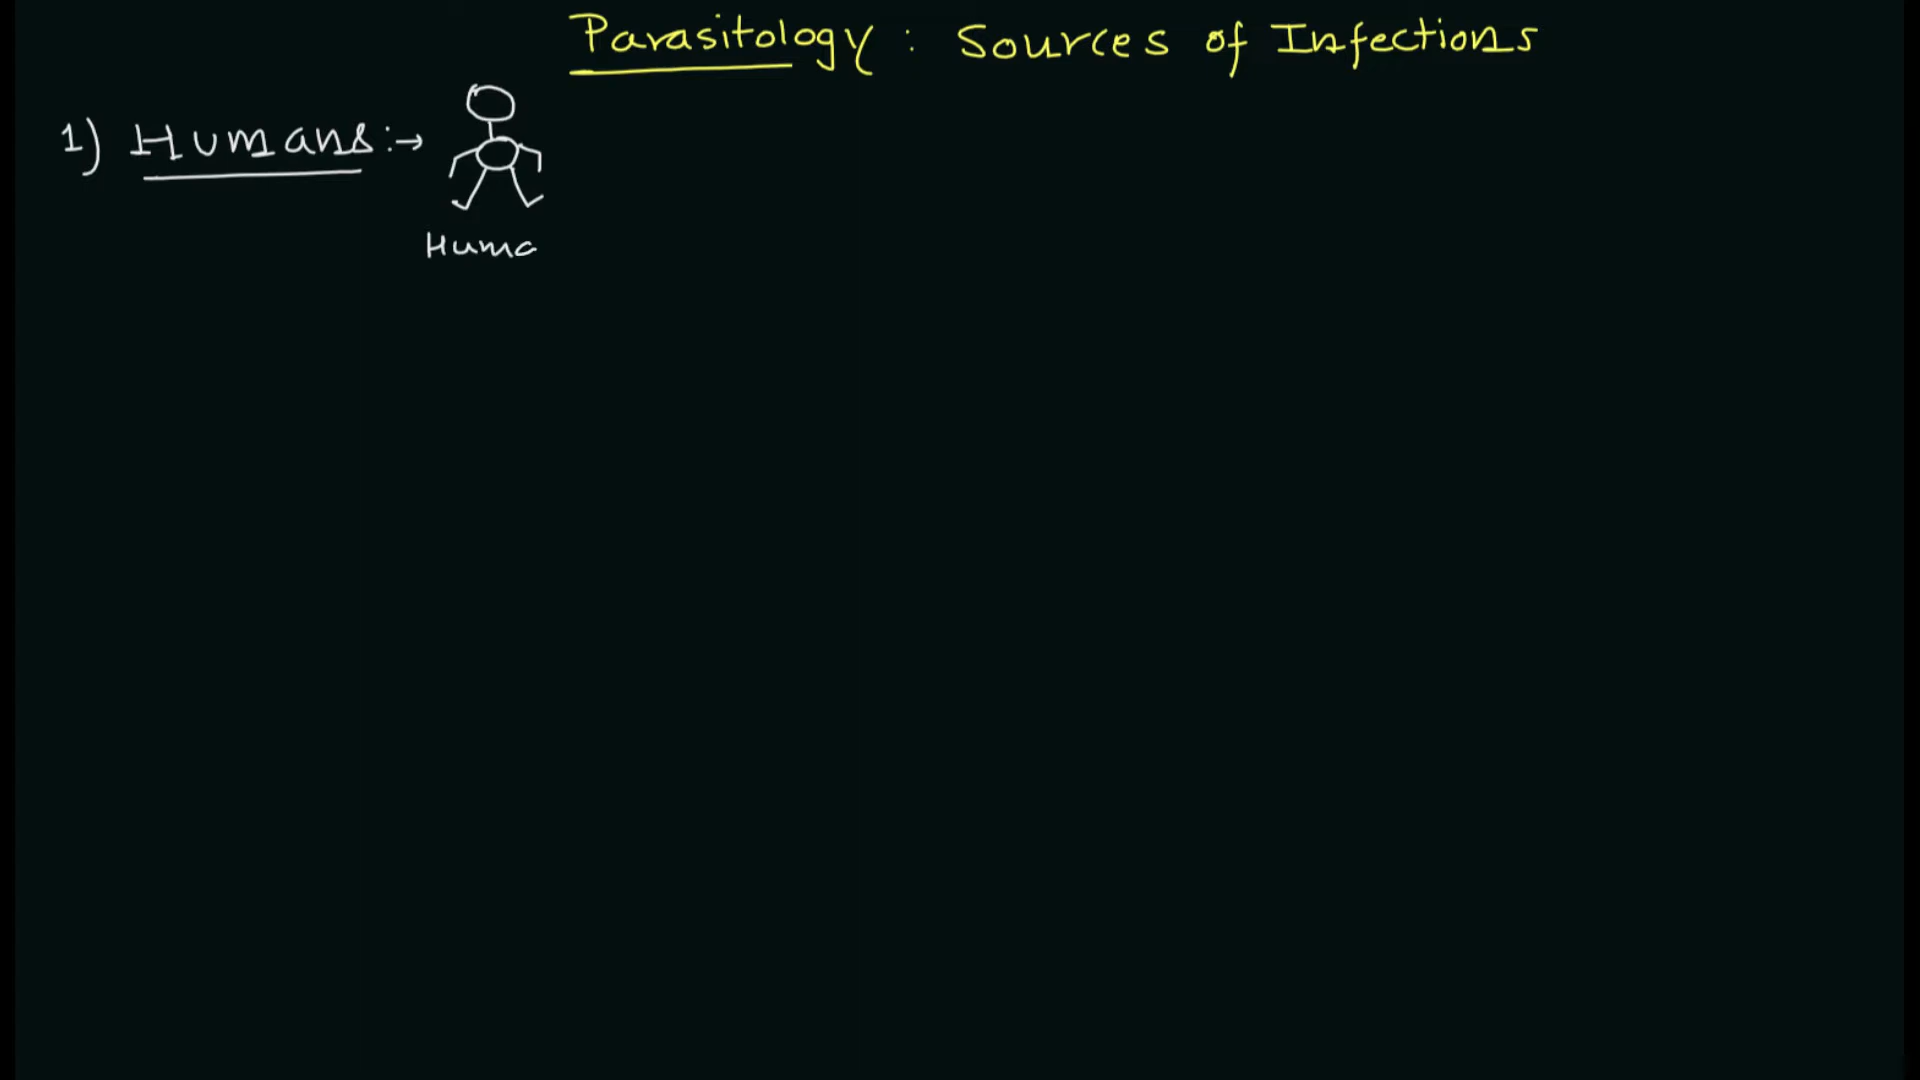 Parasitology : Sources of Infections
1) Humans :→
Huma